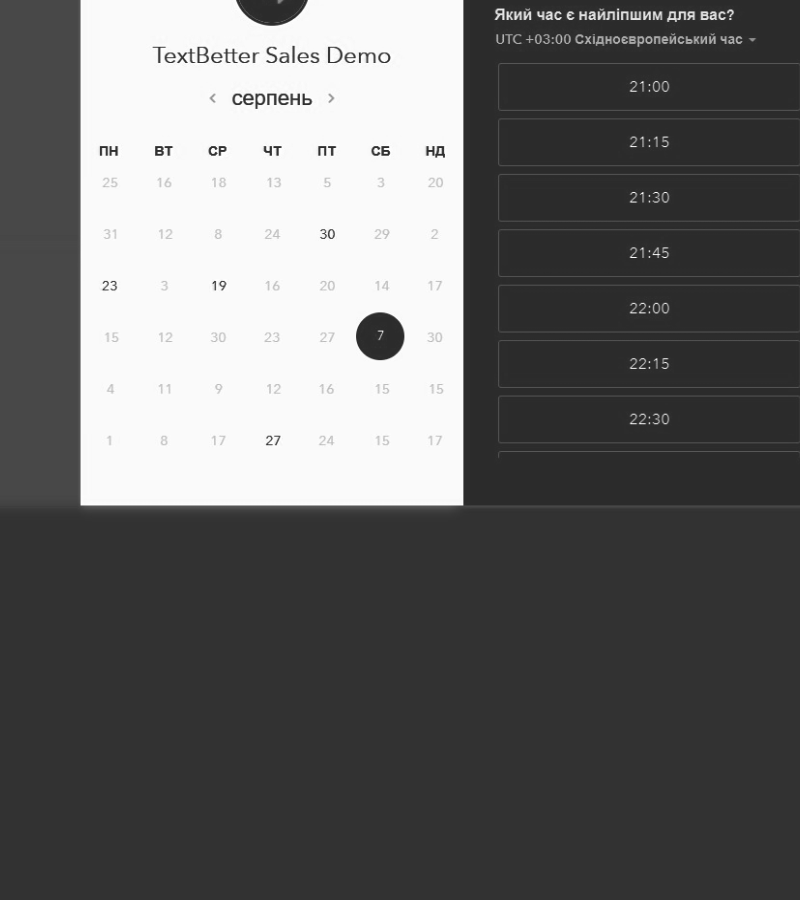 TextBetter Sales Demo
‹ серпень ›
ПН ВТ СР ЧТ ПТ СБ НД
25 16 18 13 5 3 20
31 12 8 24 30 29 2
23 3 19 16 20 14 17
15 12 30 23 27 7 30
4 11 9 12 16 15 15
1 8 17 27 24 15 17
Який час є найліпшим для вас?
UTC +03:00 Східноєвропейський час
21:00
21:15
21:30
21:45
22:00
22:15
22:30